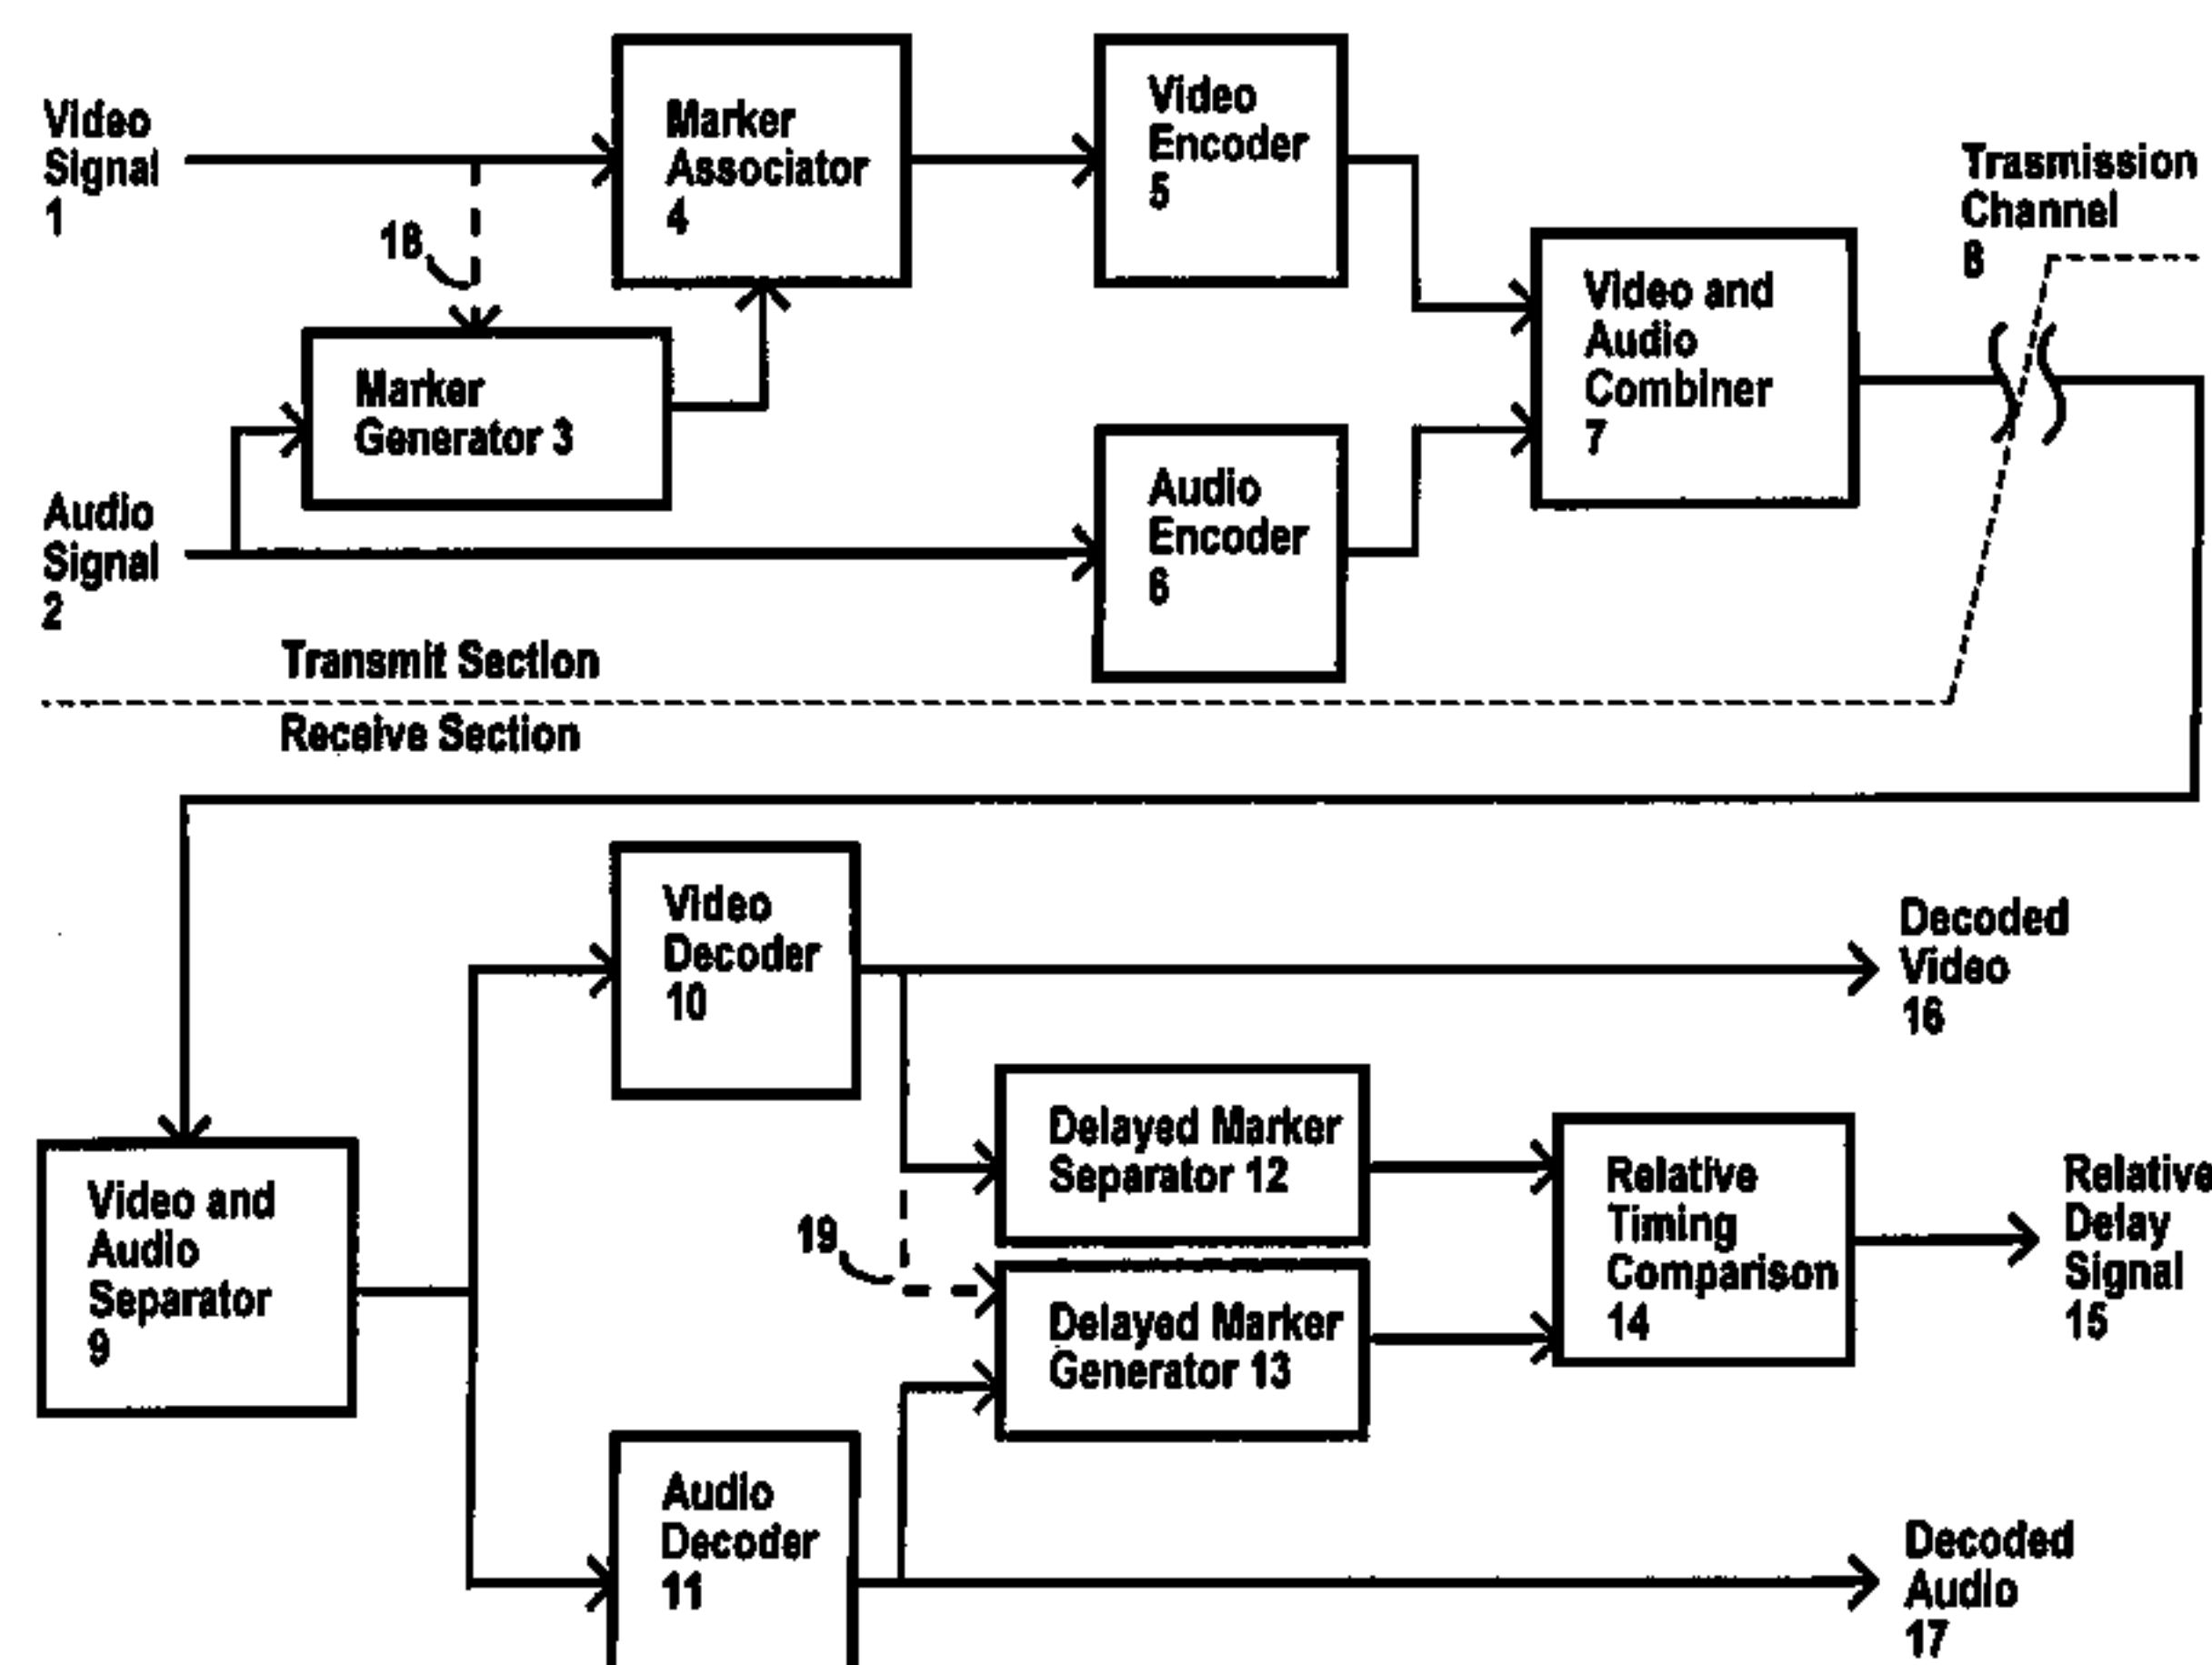 Video
Signal
1
Marker
Associator
4
Video
Encoder
5
Trasmission
Channel
8
18
Video and
Audio
Combiner
7
Marker
Generator 3
Audio
Signal
2
Audio
Encoder
6
Transmit Section
Receive Section
Video
Decoder
10
Decoded
Video
16
Delayed Marker
Separator 12
Relative
Timing
Comparison
14
Relative
Delay
Signal
15
Video and
Audio
Separator
9
19
Delayed Marker
Generator 13
Audio
Decoder
11
Decoded
Audio
17